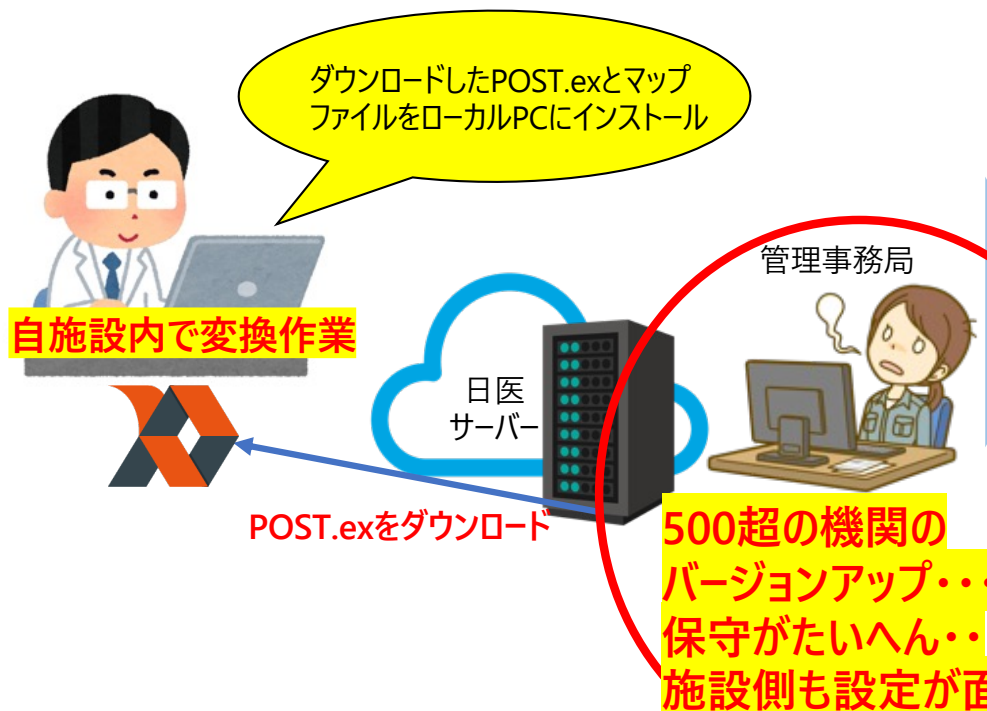 ダウンロードしたPOST.exとマップ
ファイルをローカルPCにインストール
管理事務局
自施設内で変換作業
日医
サーバー
POST.exをダウンロード
500超の機関の
バージョンアップ・・・
保守がたいへん・・
施設側も設定が面